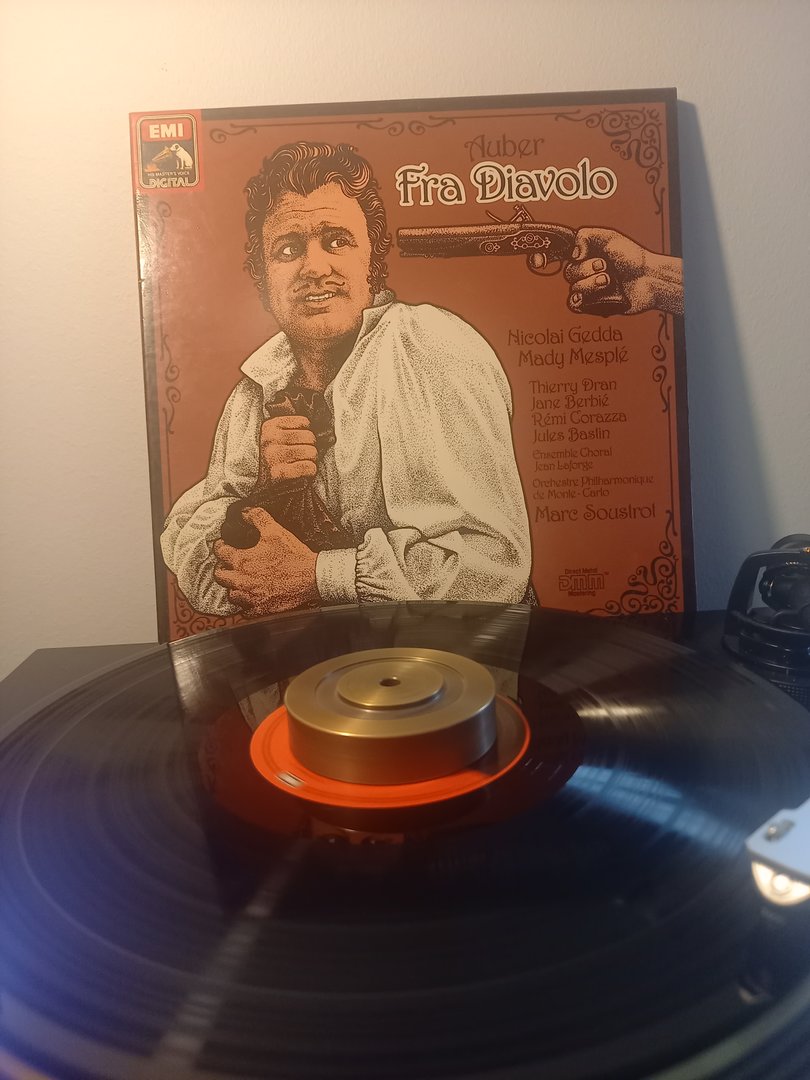 EMI
HIS MASTER'S VOICE
DIGITAL
Auber
Fra Diavolo
Nicolai Gedda
Mady Mesplé
Thierry Dran
Jane Berbié
Rémi Corazza
Jules Bastin
Ensemble Choral
Jean Laforge
Orchestre Philharmonique
de Monte-Carlo
Marc Soustrot
Direct Metal
DMM
Mastering